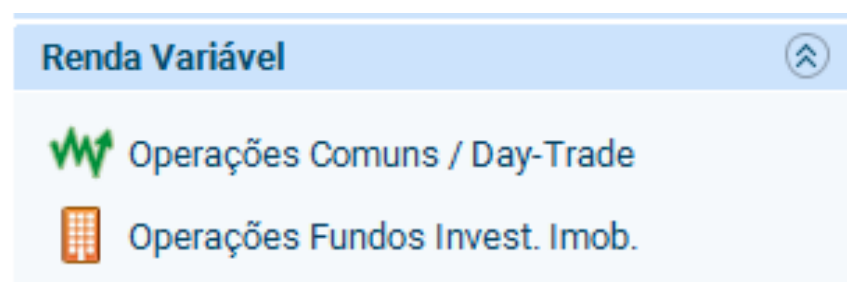 Renda Variável
Operações Comuns / Day-Trade
Operações Fundos Invest. Imob.